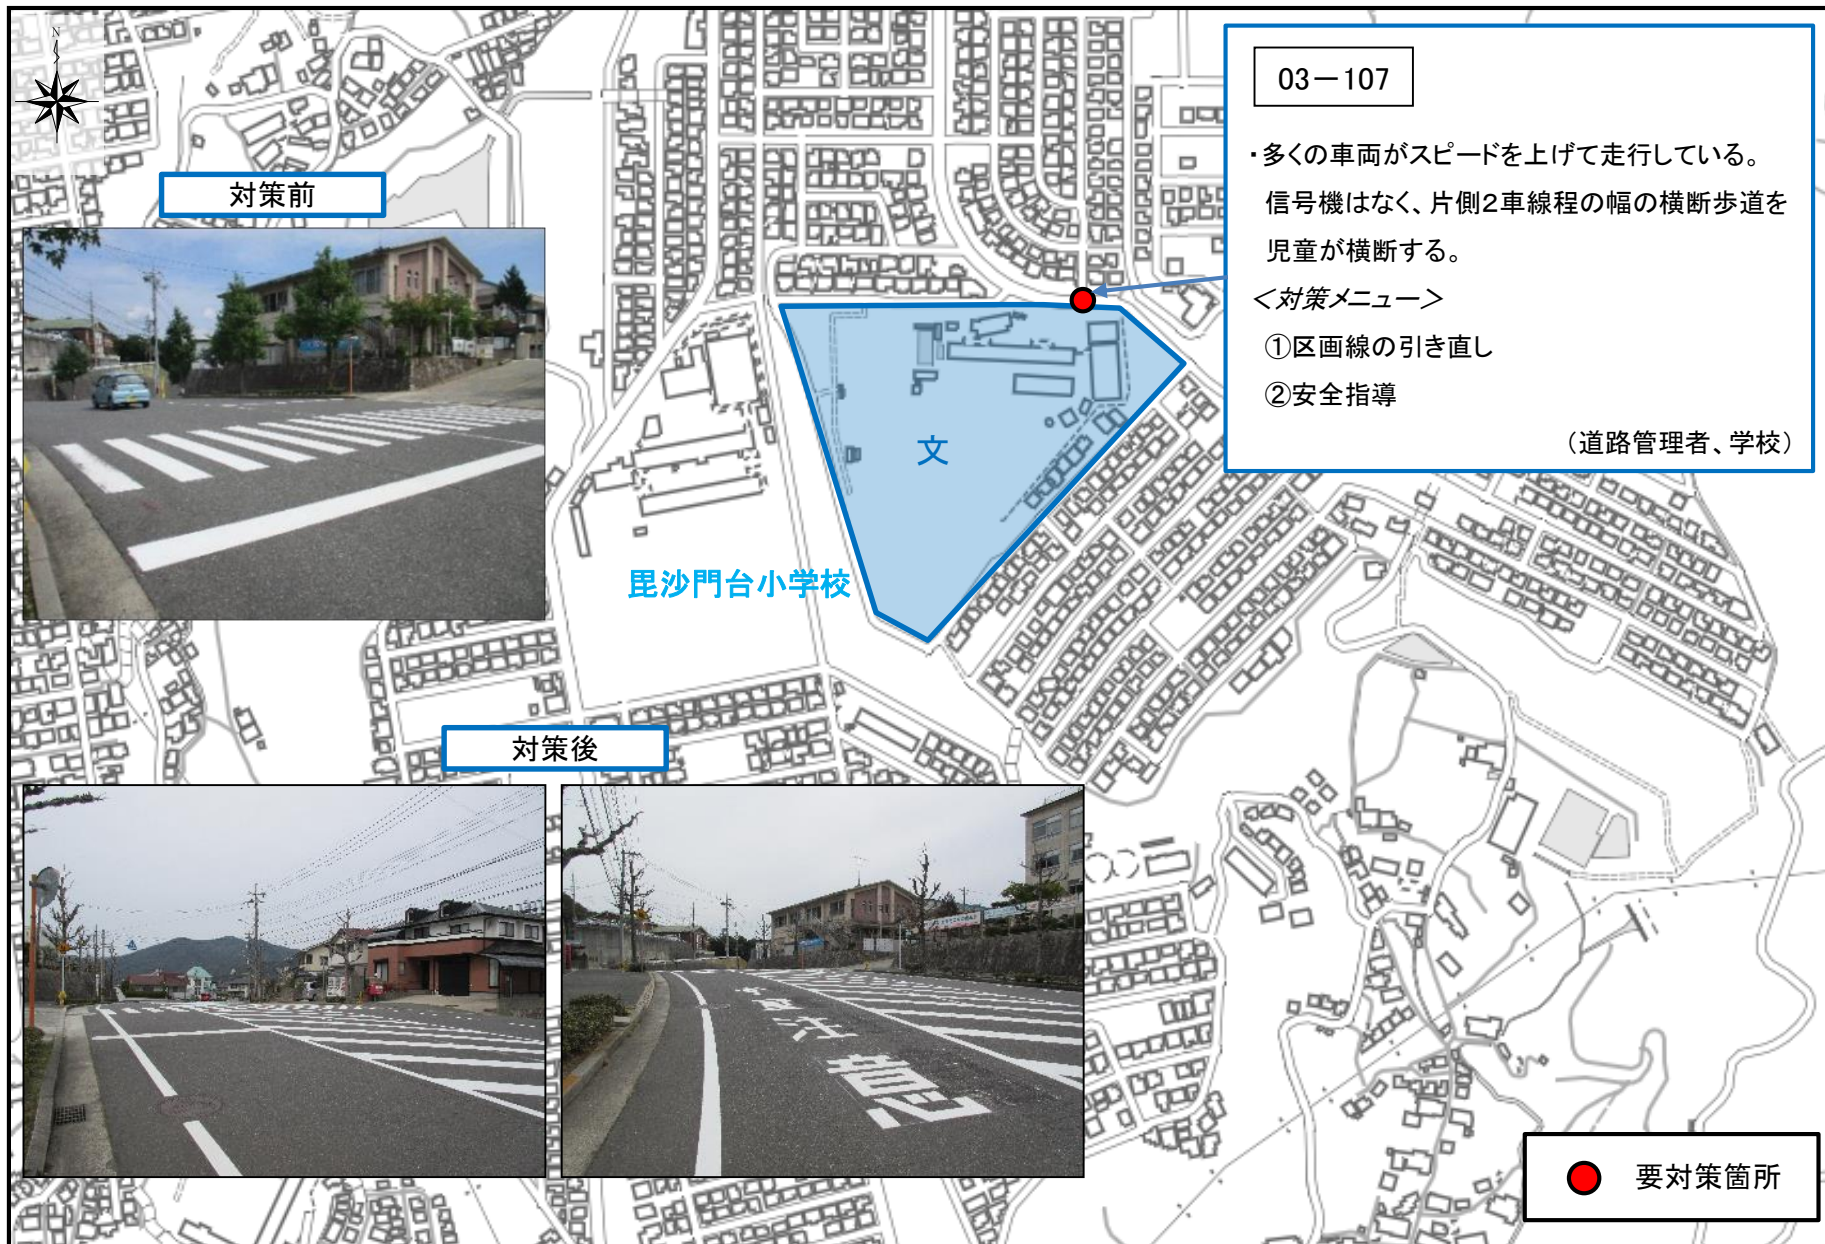 N
03－107
・多くの車両がスピードを上げて走行している。
信号機はなく、片側２車線程の幅の横断歩道を
児童が横断する。
＜対策メニュー＞
①区画線の引き直し
②安全指導
（道路管理者、学校）
対策前
文
毘沙門台小学校
対策後
注意
要対策箇所